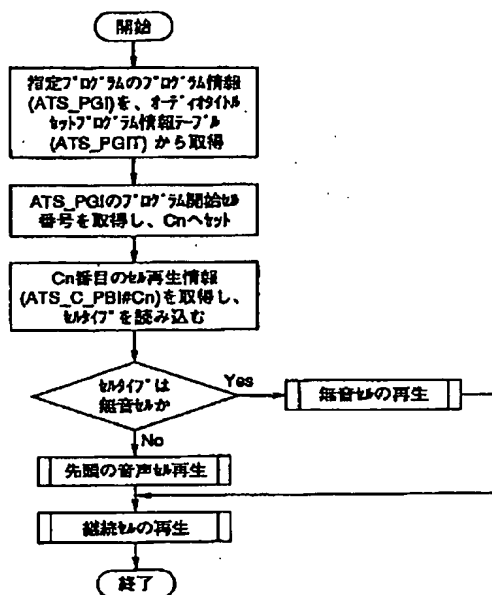 開始
指定プログラムのプログラム情報
(ATS_PGI)を、オーディオタイトル
セットプログラム情報テーブル
(ATS_PGIT) から取得
ATS_PGIのプログラム開始セル
番号を取得し、Cnへセット
Cn番目のセル再生情報
(ATS_C_PBI#Cn)を取得し、
セルタイプを読み込む
セルタイプは
無音セルか
Yes
無音セルの再生
No
先頭の音声セル再生
継続セルの再生
終了